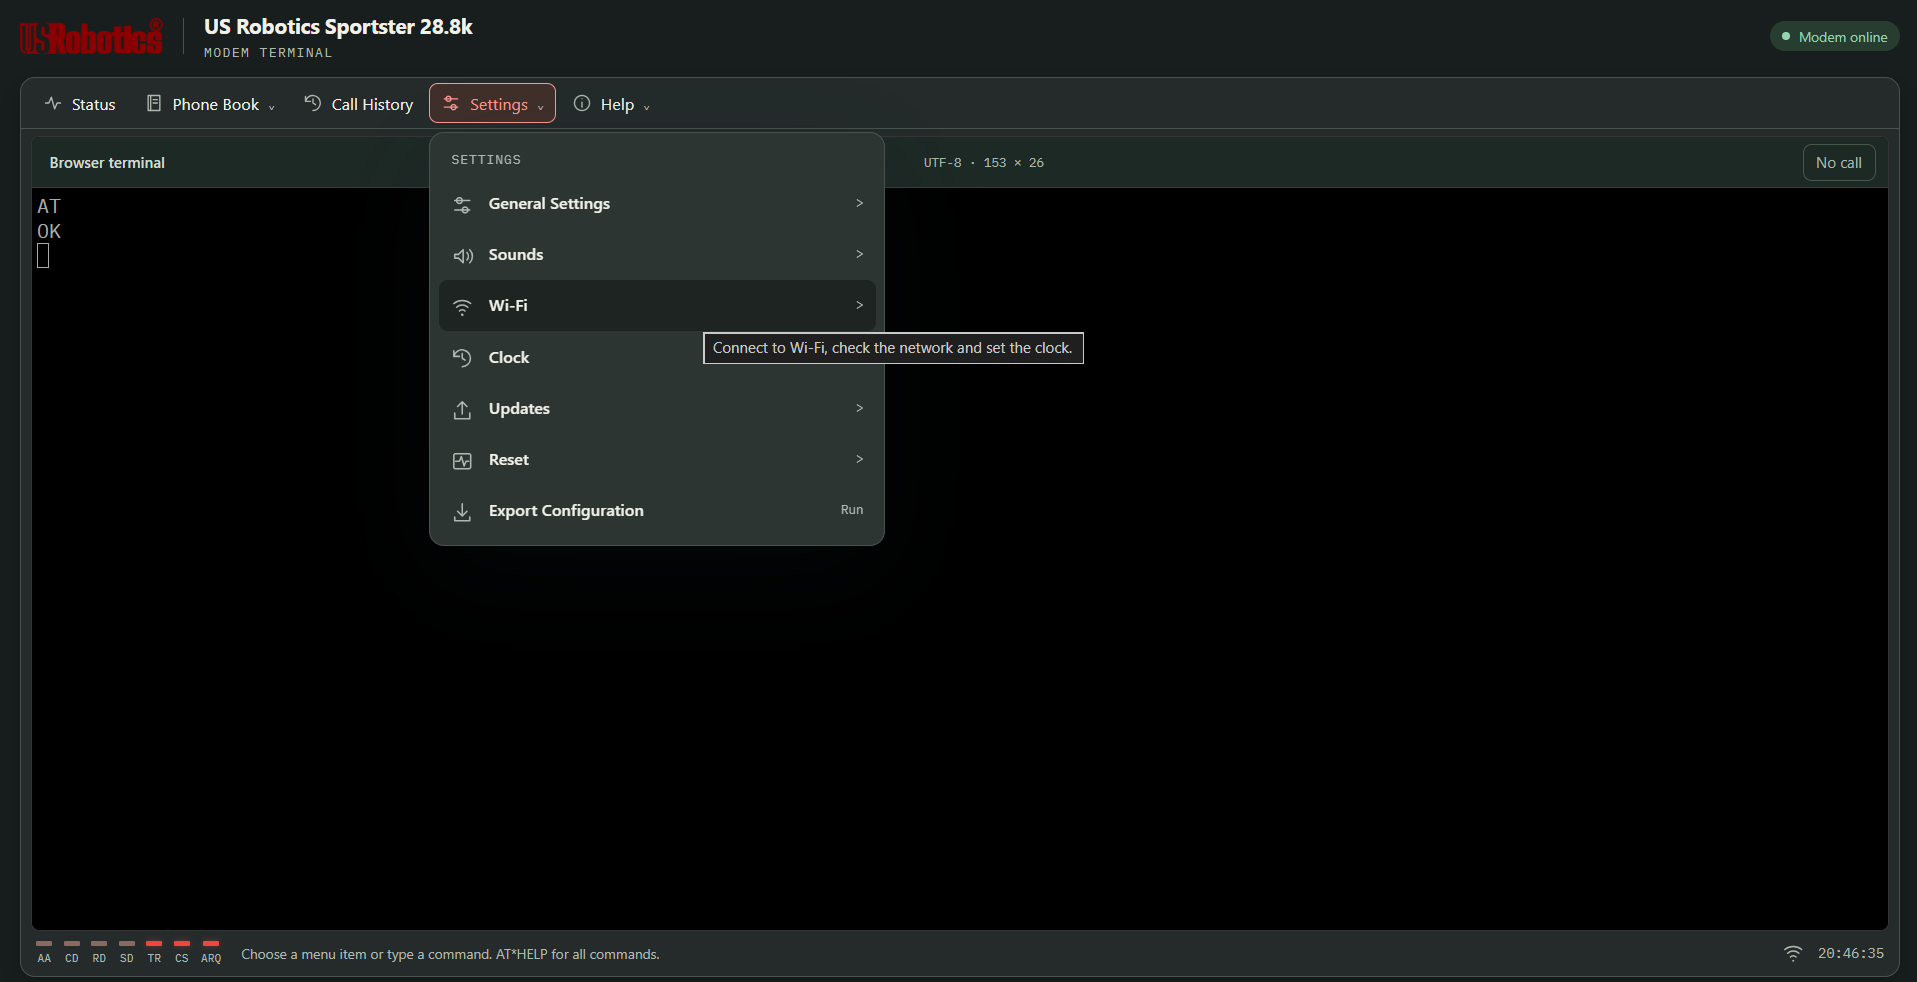 USRobotics®
US Robotics Sportster 28.8k
MODEM TERMINAL
Modem online
Status
Phone Book
Call History
Settings
Help
Browser terminal
UTF-8 · 153 × 26
No call
AT
OK
SETTINGS
General Settings >
Sounds >
Wi-Fi >
Connect to Wi-Fi, check the network and set the clock.
Clock
Updates >
Reset >
Export Configuration Run
AA CD RD SD TR CS ARQ
Choose a menu item or type a command. AT*HELP for all commands.
20:46:35